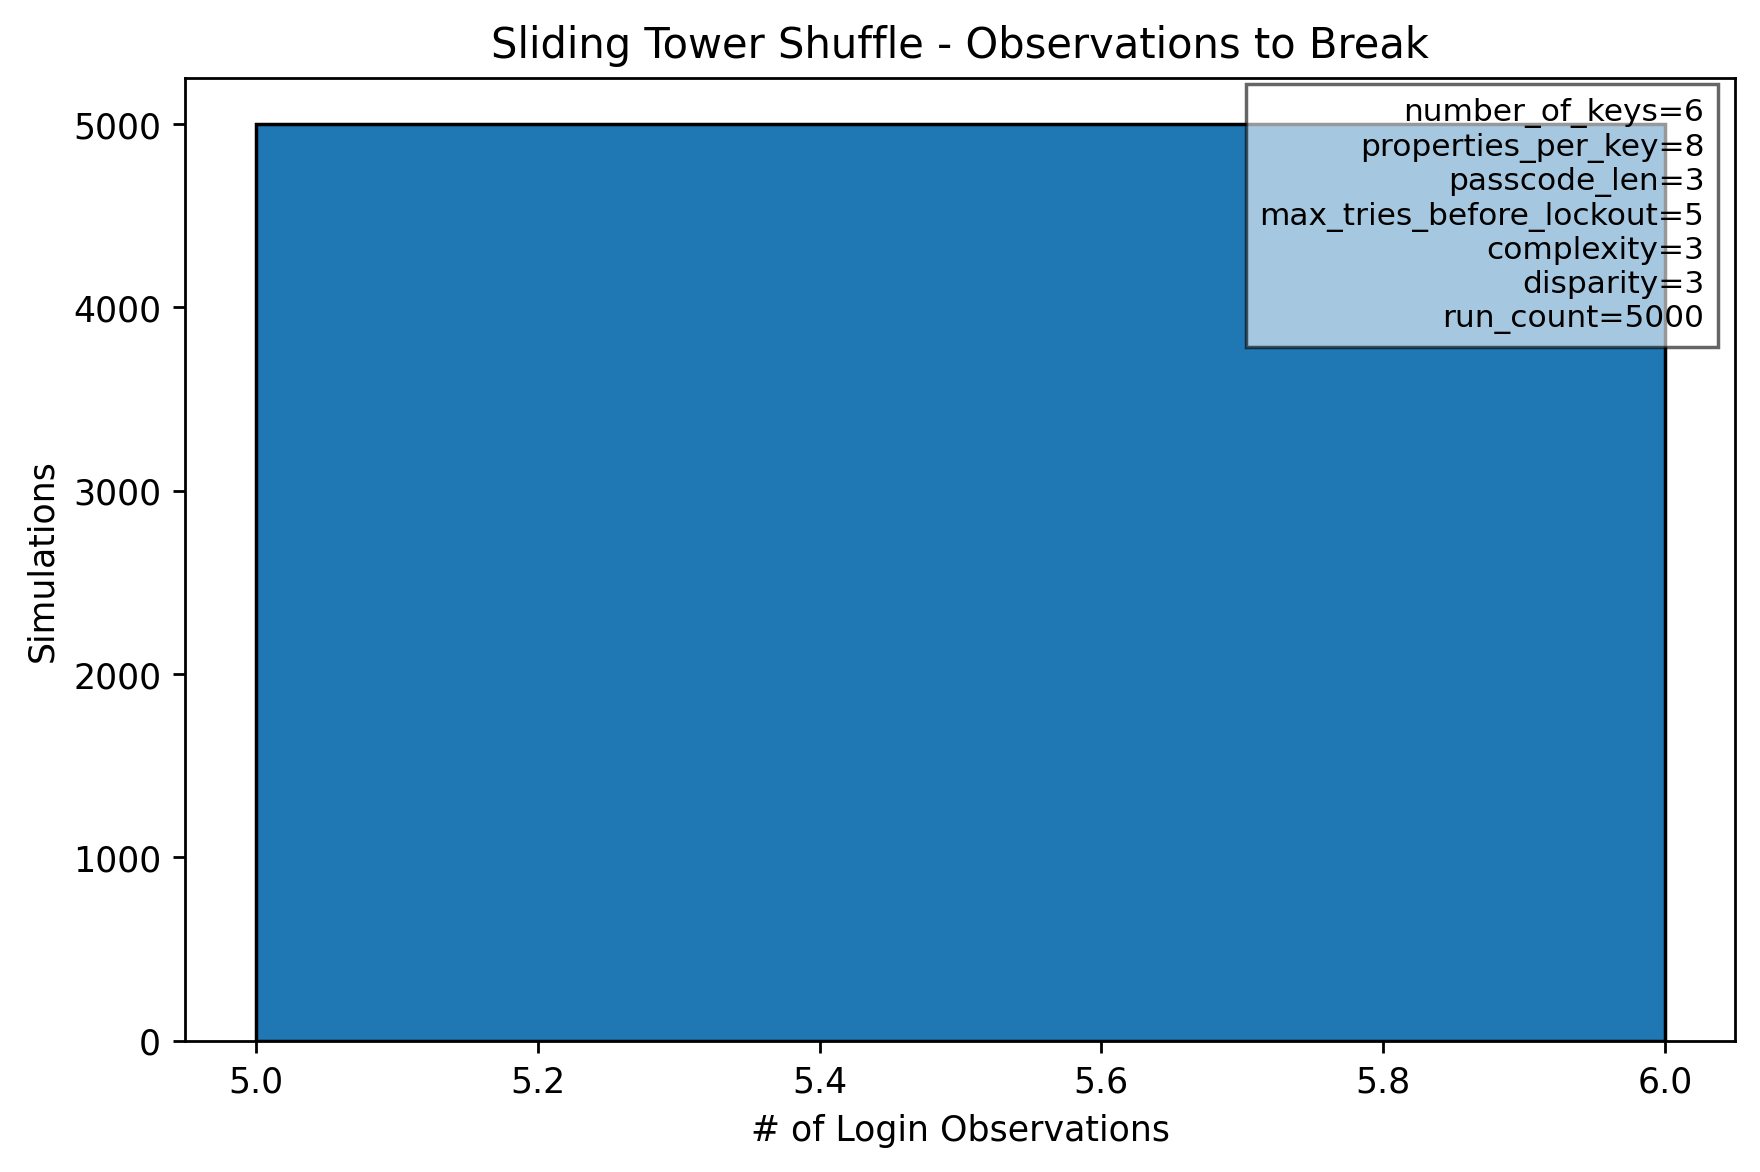 Sliding Tower Shuffle - Observations to Break
number_of_keys=6
properties_per_key=8
passcode_len=3
max_tries_before_lockout=5
complexity=3
disparity=3
run_count=5000
5000
4000
3000
2000
1000
0
Simulations
5.0 5.2 5.4 5.6 5.8 6.0
# of Login Observations